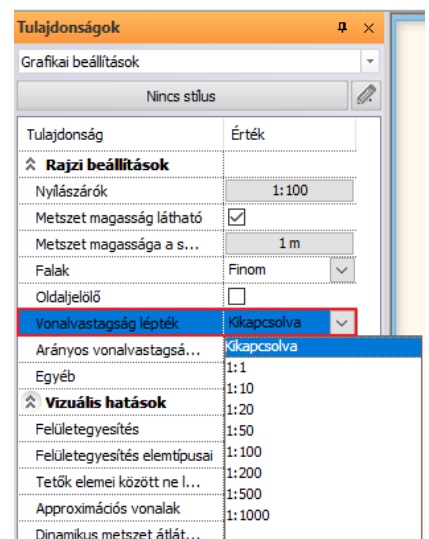 Tulajdonságok
Grafikai beállítások
Nincs stílus
Tulajdonság Érték
Rajzi beállítások
Nyílászárók 1:100
Metszet magasság látható
Metszet magassága a s... 1 m
Falak Finom
Oldaljelölő
Vonalvastagság lépték Kikapcsolva
Arányos vonalvastagsá... Kikapcsolva
1:1
Egyéb 1:10
Vizuális hatások 1:20
Felületegyesítés 1:50
Felületegyesítés elemtípusai 1:100
Tetők elemei között ne l... 1:200
1:500
Approximációs vonalak 1:1000
Dinamikus metszet átlát...